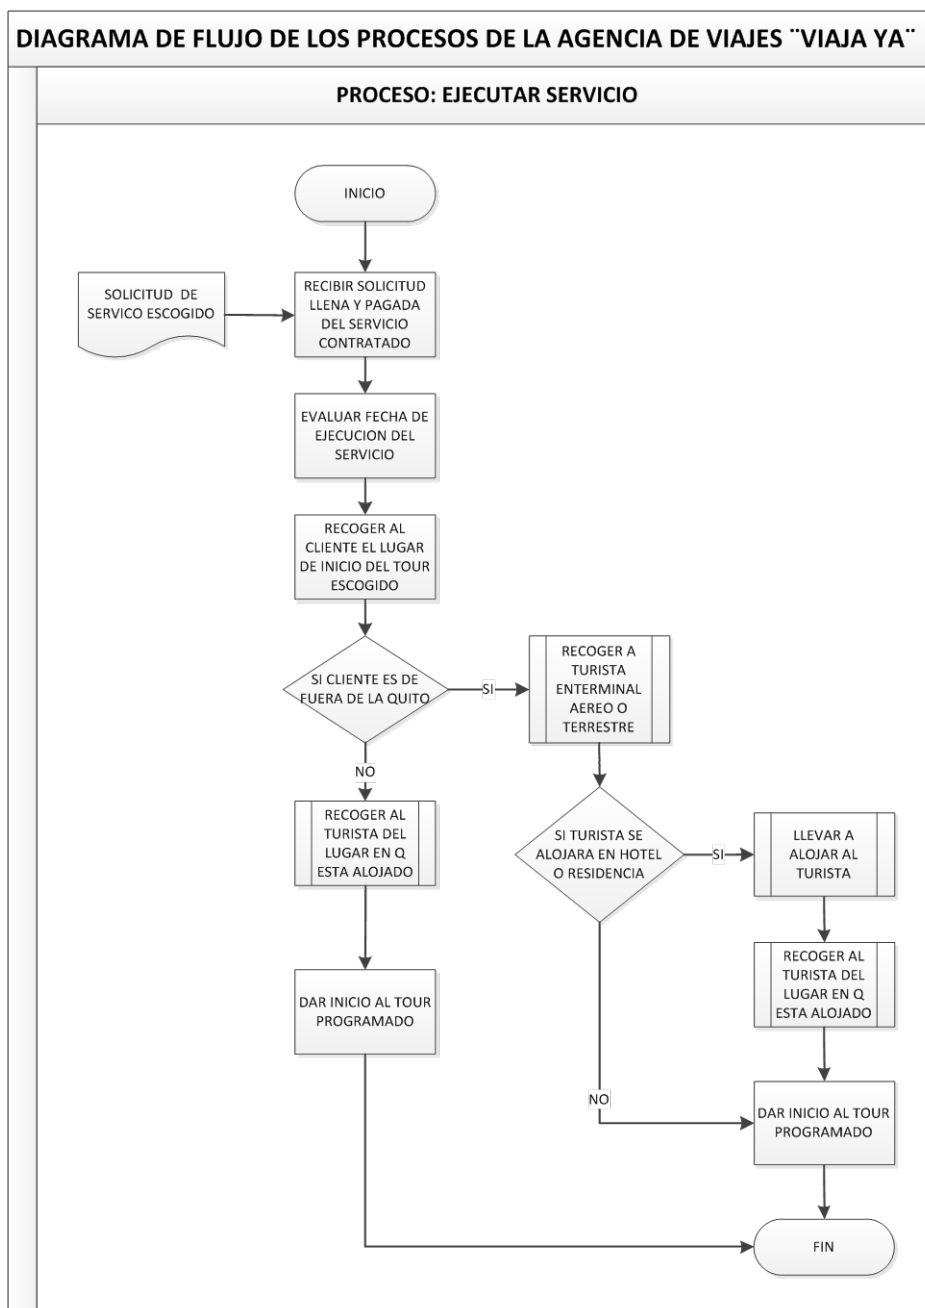 DIAGRAMA DE FLUJO DE LOS PROCESOS DE LA AGENCIA DE VIAJES ¨VIAJA YA¨
PROCESO: EJECUTAR SERVICIO
INICIO
SOLICITUD DE
SERVICO ESCOGIDO
RECIBIR SOLICITUD
LLENA Y PAGADA
DEL SERVICIO
CONTRATADO
EVALUAR FECHA DE
EJECUCION DEL
SERVICIO
RECOGER AL
CLIENTE EL LUGAR
DE INICIO DEL TOUR
ESCOGIDO
SI CLIENTE ES DE
FUERA DE LA QUITO
SI
RECOGER A
TURISTA
ENTERMINAL
AEREO O
TERRESTRE
NO
RECOGER AL
TURISTA DEL
LUGAR EN Q
ESTA ALOJADO
SI TURISTA SE
ALOJARA EN HOTEL
O RESIDENCIA
SI
LLEVAR A
ALOJAR AL
TURISTA
RECOGER AL
TURISTA DEL
LUGAR EN Q
ESTA ALOJADO
DAR INICIO AL TOUR
PROGRAMADO
NO
DAR INICIO AL TOUR
PROGRAMADO
FIN